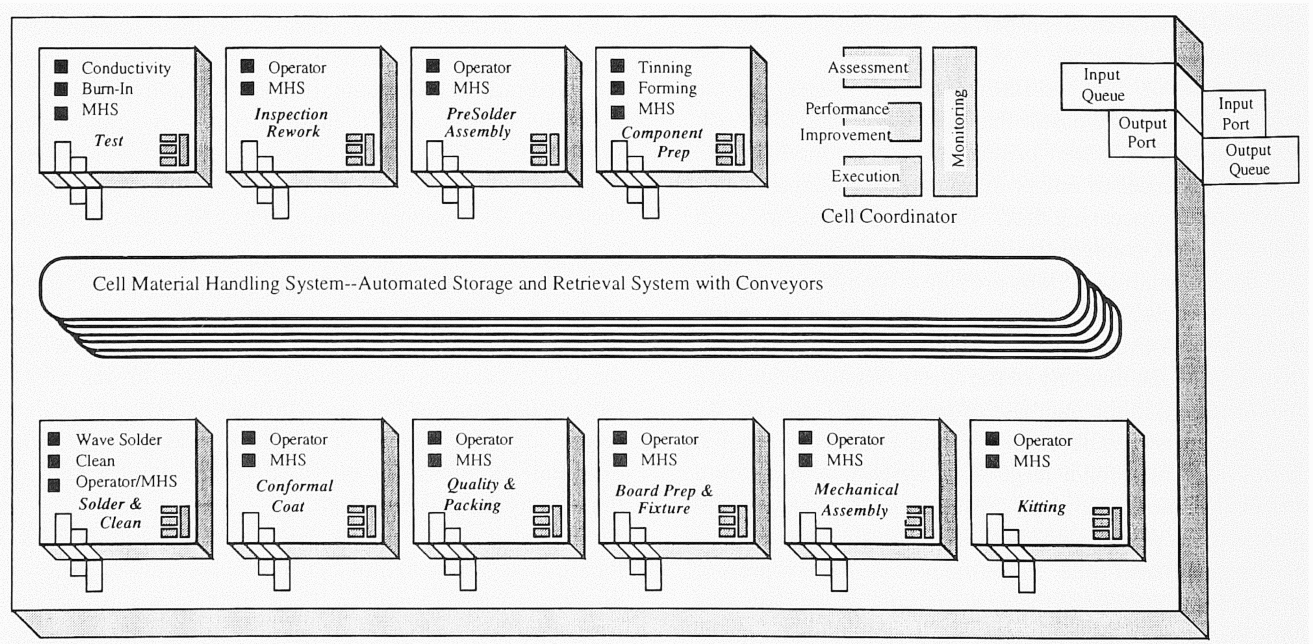 Conductivity
Burn-In
MHS
Test
Operator
MHS
Inspection
Rework
Operator
MHS
PreSolder
Assembly
Tinning
Forming
MHS
Component
Prep
Assessment
Performance
Improvement
Execution
Monitoring
Cell Coordinator
Input
Queue
Output
Port
Input
Port
Output
Queue
Cell Material Handling System--Automated Storage and Retrieval System with Conveyors
Wave Solder
Clean
Operator/MHS
Solder &
Clean
Operator
MHS
Conformal
Coat
Operator
MHS
Quality &
Packing
Operator
MHS
Board Prep &
Fixture
Operator
MHS
Mechanical
Assembly
Operator
MHS
Kitting